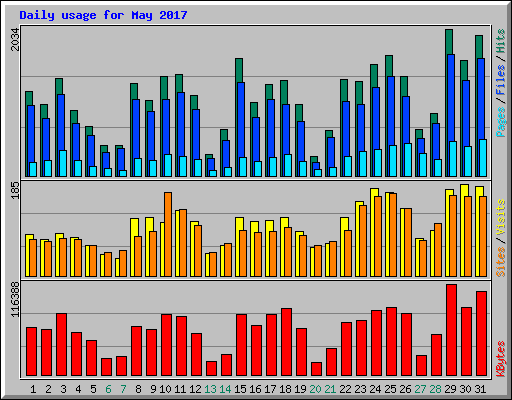 Daily usage for May 2017
2034
Pages/Files/Hits
185
Sites/Visits
116388
KBytes
1 2 3 4 5 6 7 8 9 10 11 12 13 14 15 16 17 18 19 20 21 22 23 24 25 26 27 28 29 30 31